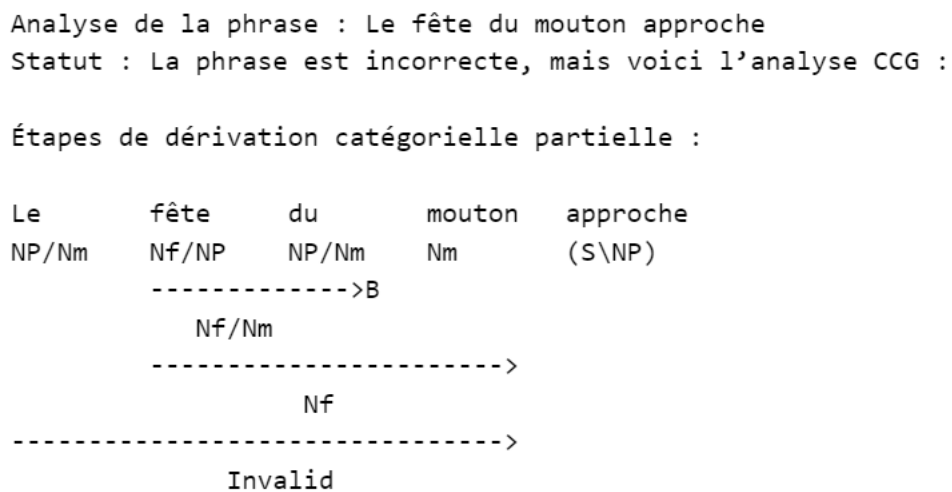 Analyse de la phrase : Le fête du mouton approche
Statut : La phrase est incorrecte, mais voici l’analyse CCG :
Étapes de dérivation catégorielle partielle :
Le fête du mouton approche
NP/Nm Nf/NP NP/Nm Nm (S\NP)
------------->B
Nf/Nm
----------------------->
Nf
-------------------------------->
Invalid